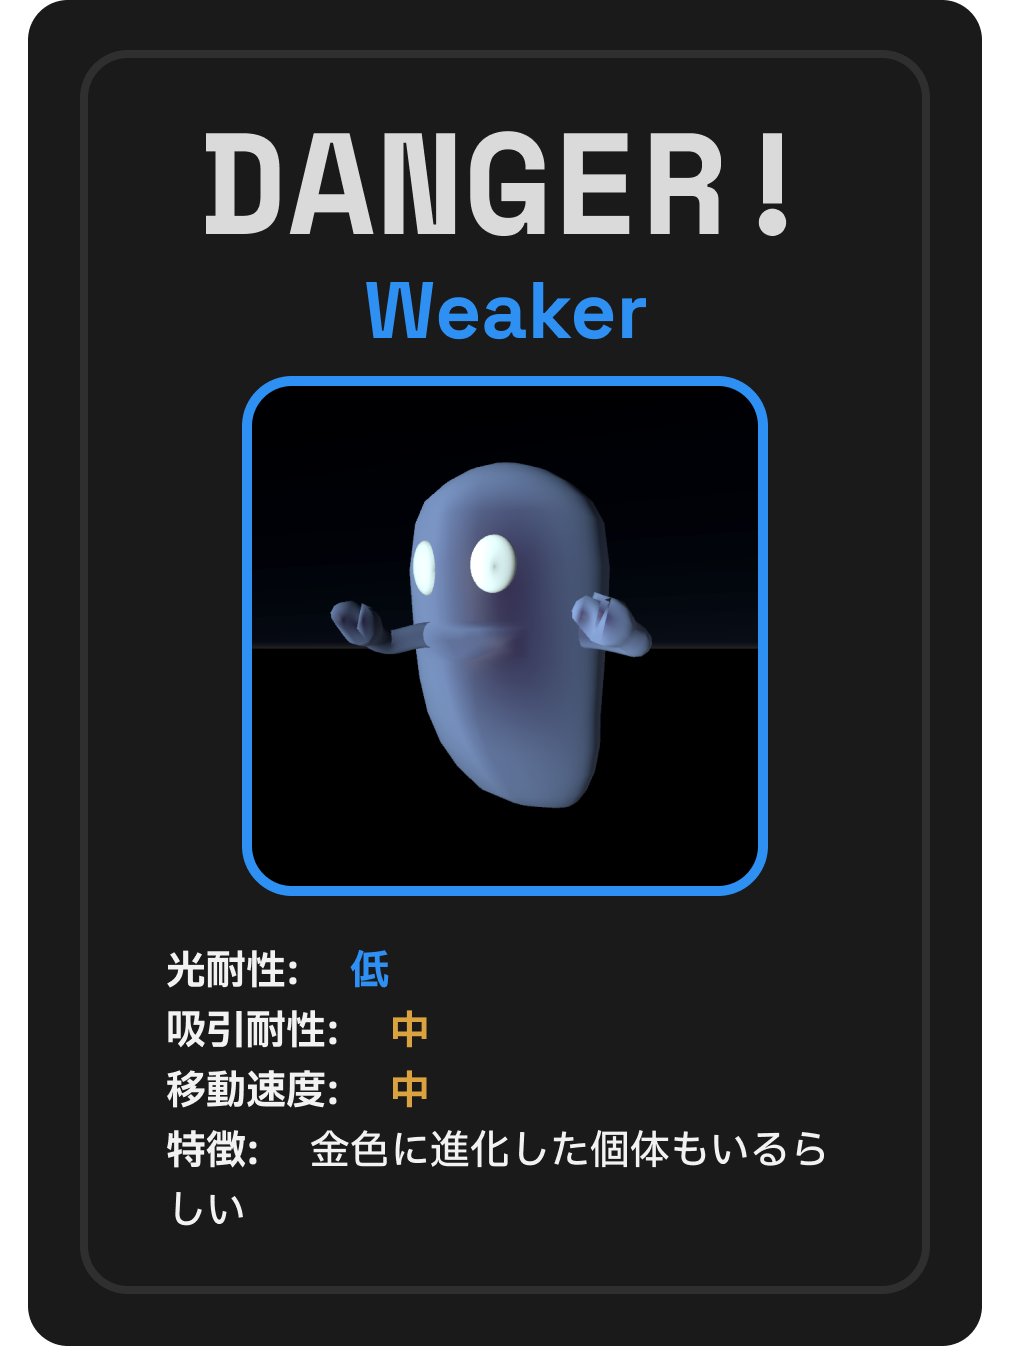 DANGER!
Weaker
光耐性: 低
吸引耐性: 中
移動速度: 中
特徴: 金色に進化した個体もいるら
しい